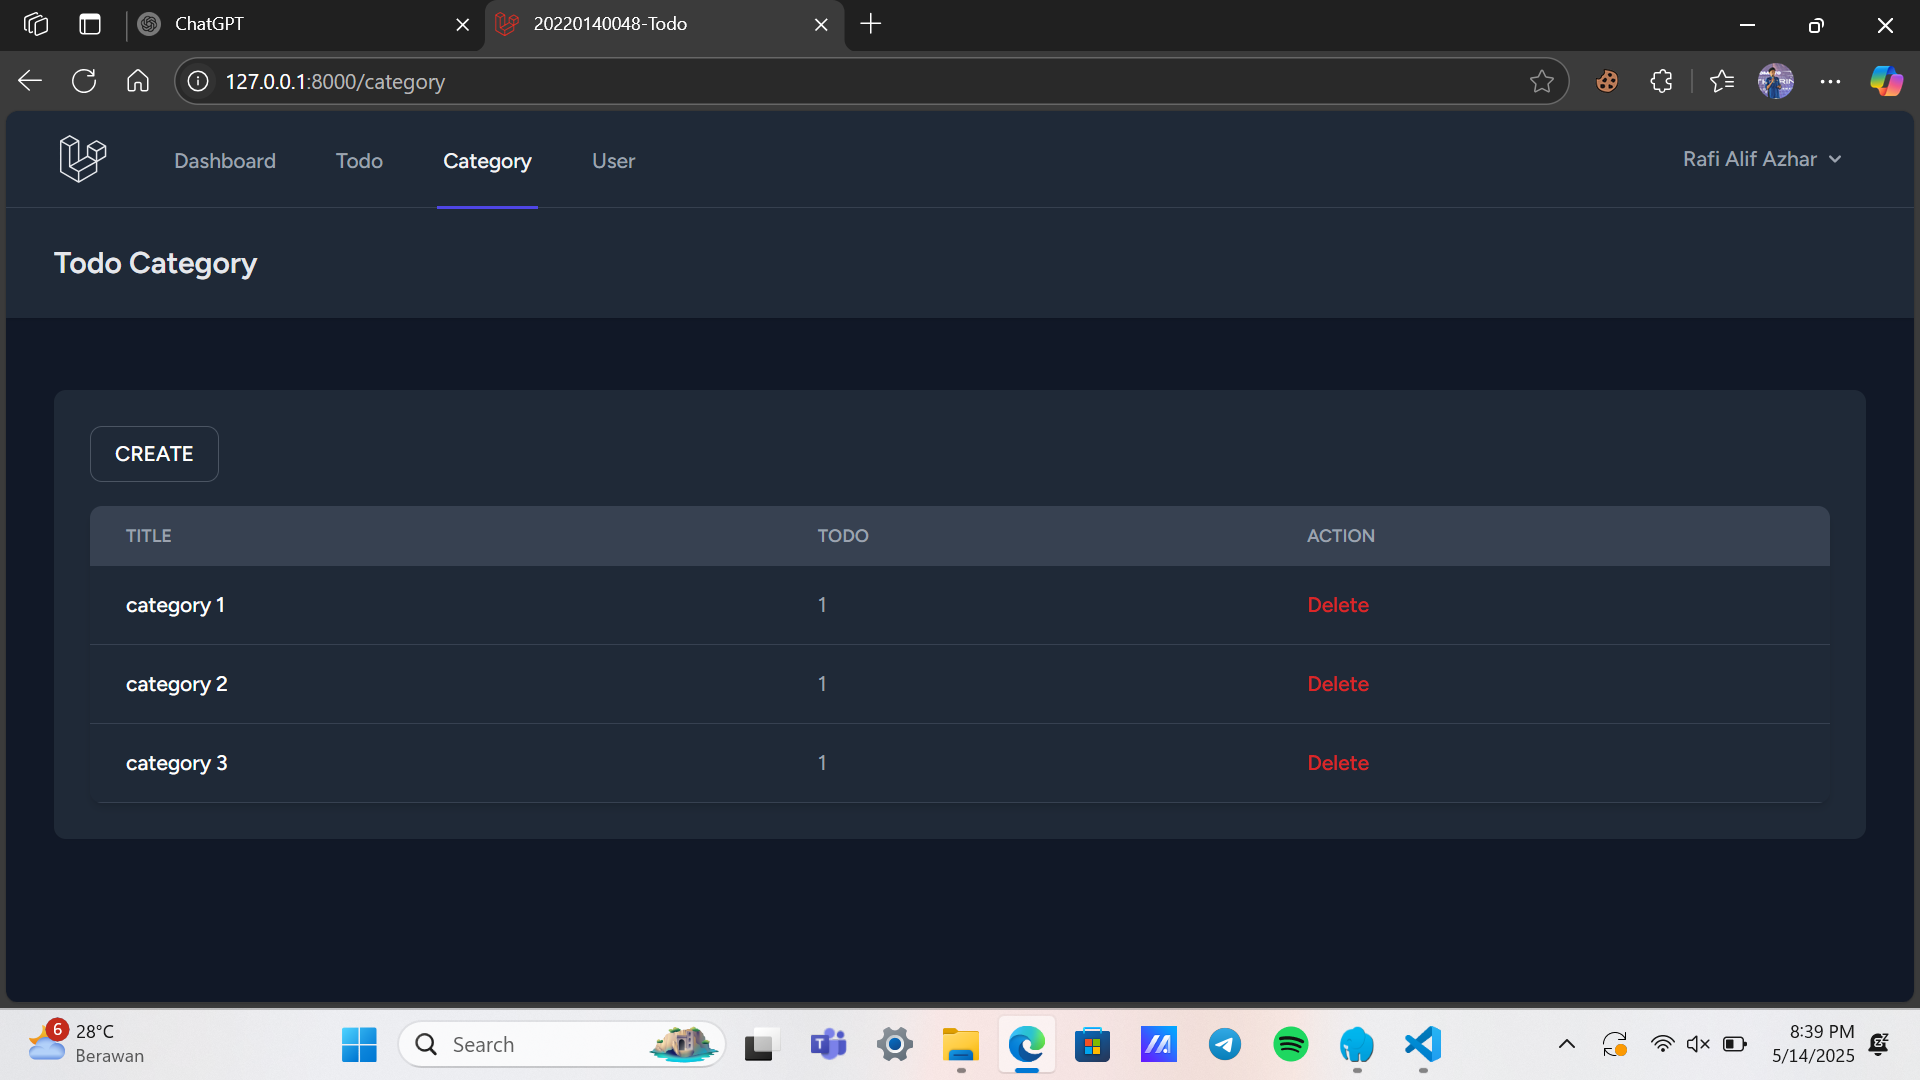 ChatGPT
20220140048-Todo
127.0.0.1:8000/category
Dashboard
Todo
Category
User
Rafi Alif Azhar
Todo Category
CREATE
TITLE
TODO
ACTION
category 1
1
Delete
category 2
1
Delete
category 3
1
Delete
6
28°C
Berawan
Search
8:39 PM
5/14/2025